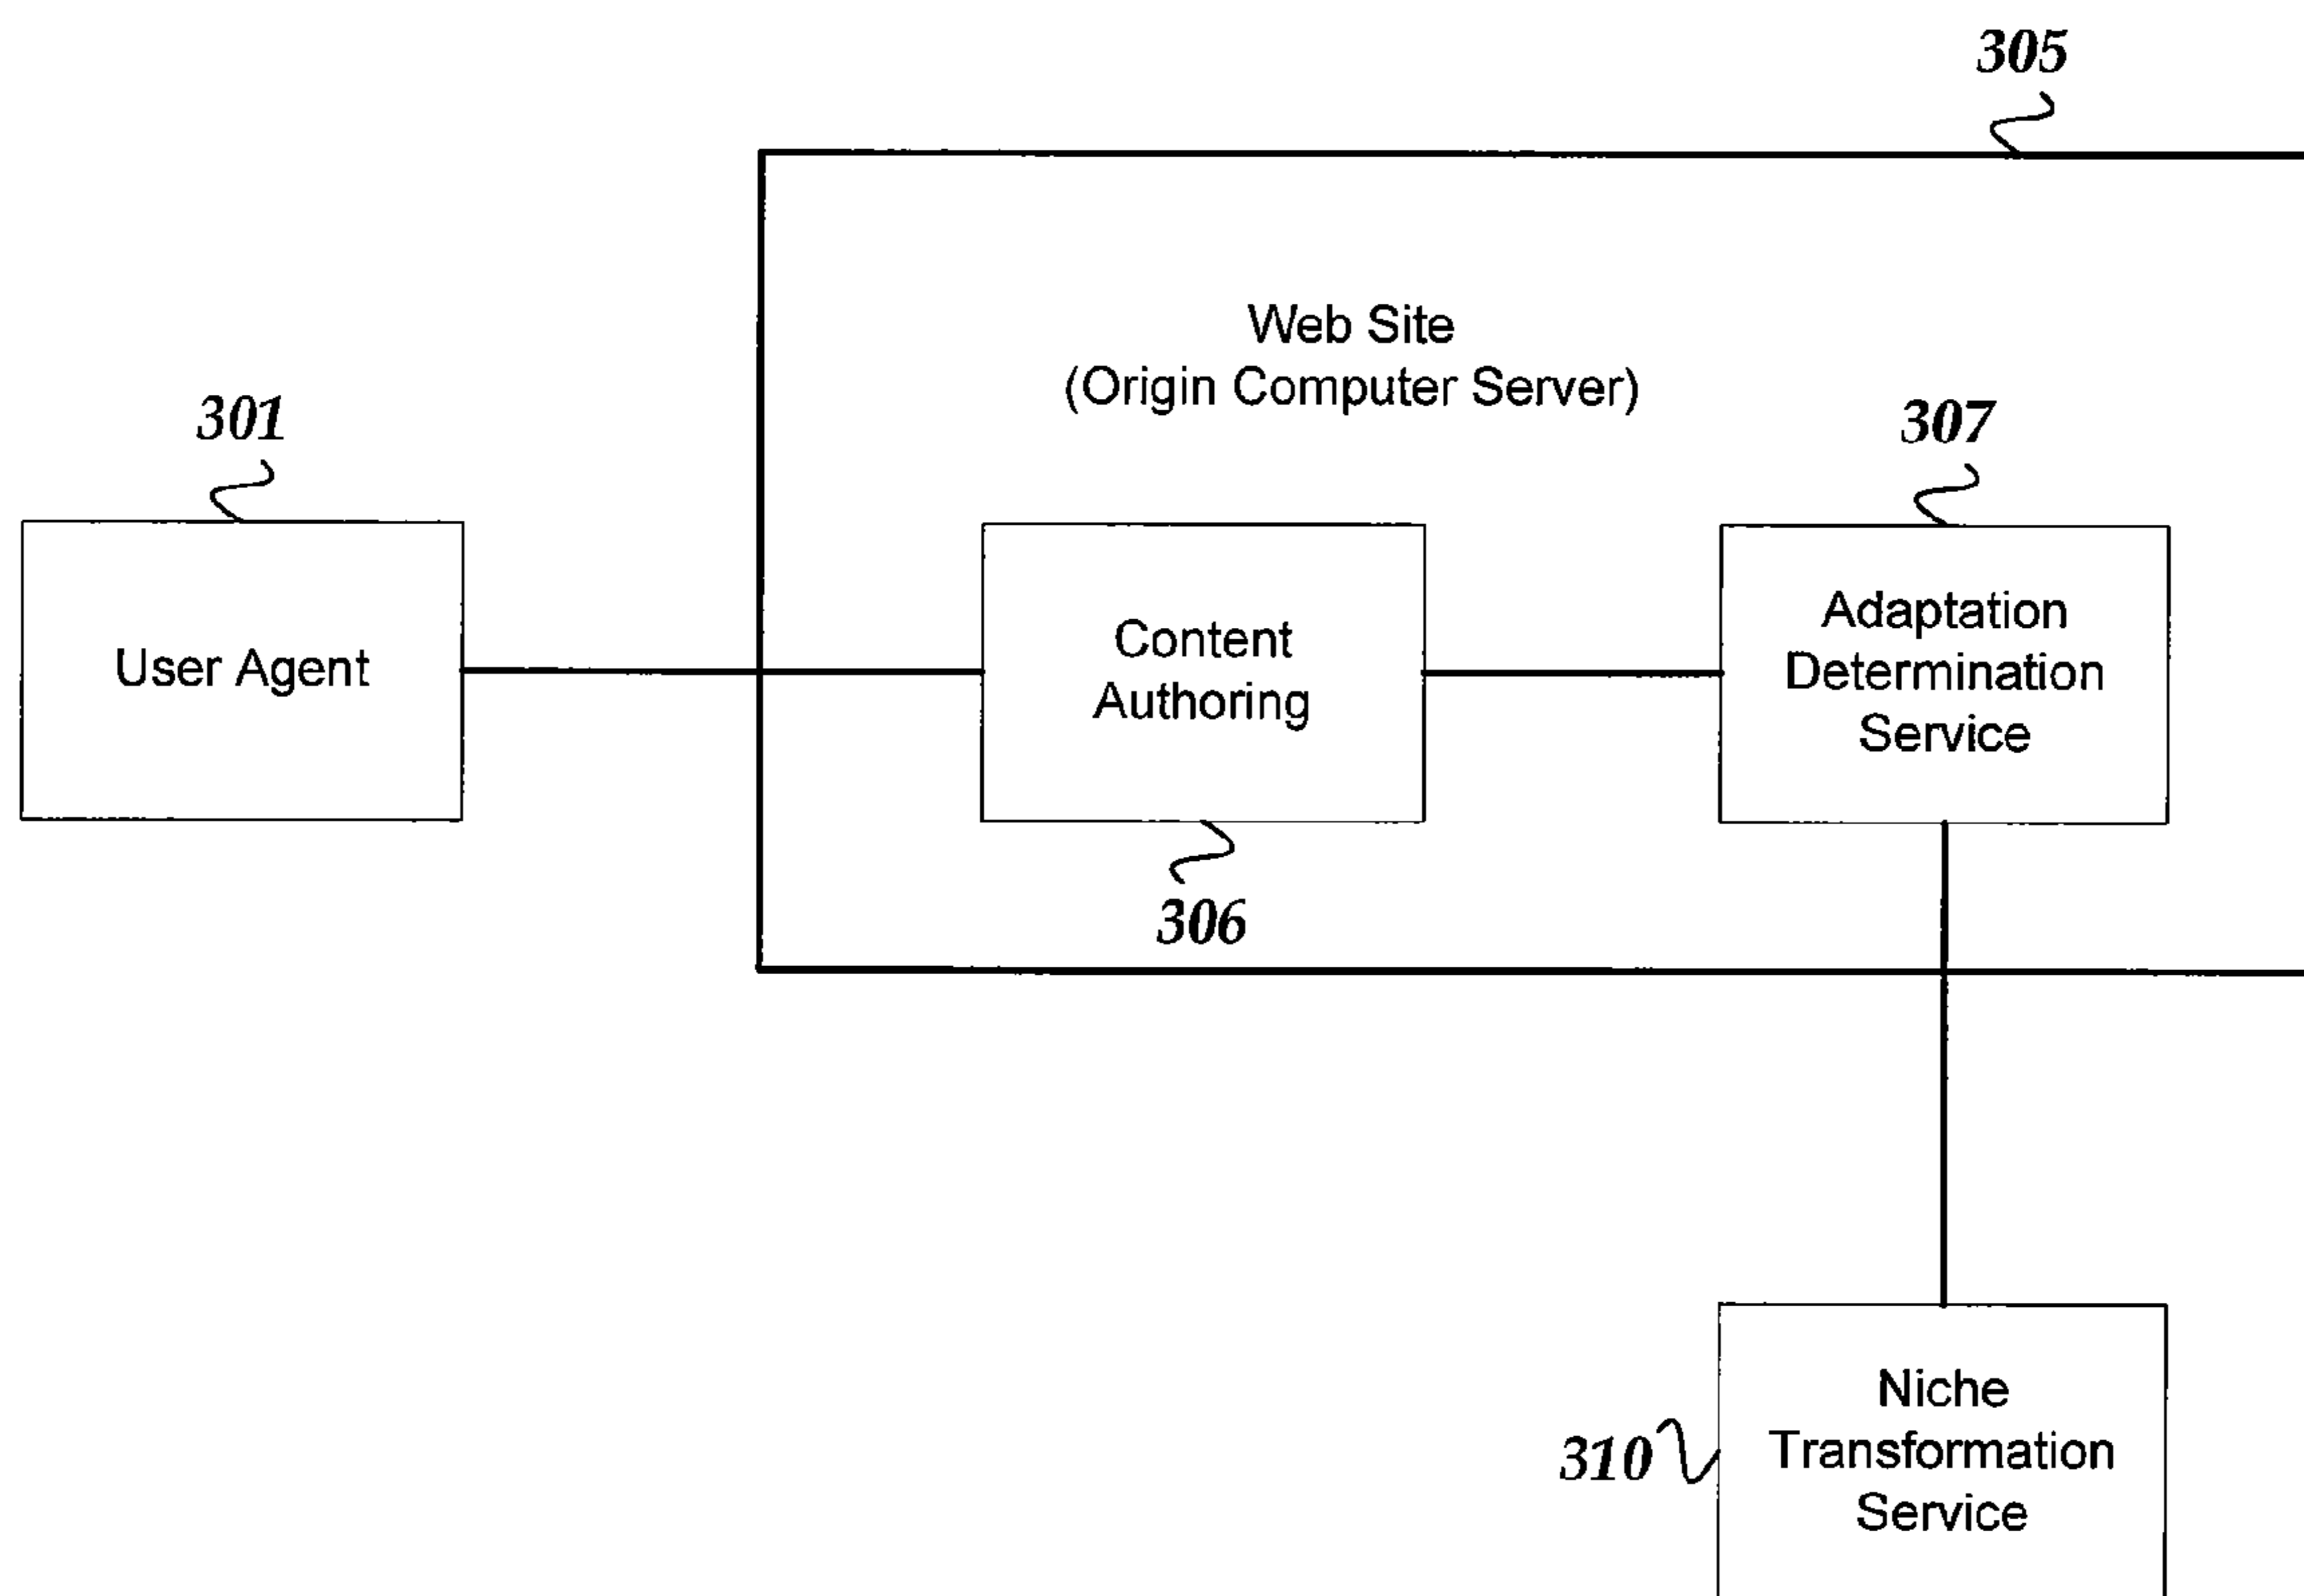 305
Web Site
(Origin Computer Server)
301
307
User Agent
Content
Authoring
Adaptation
Determination
Service
306
310
Niche
Transformation
Service